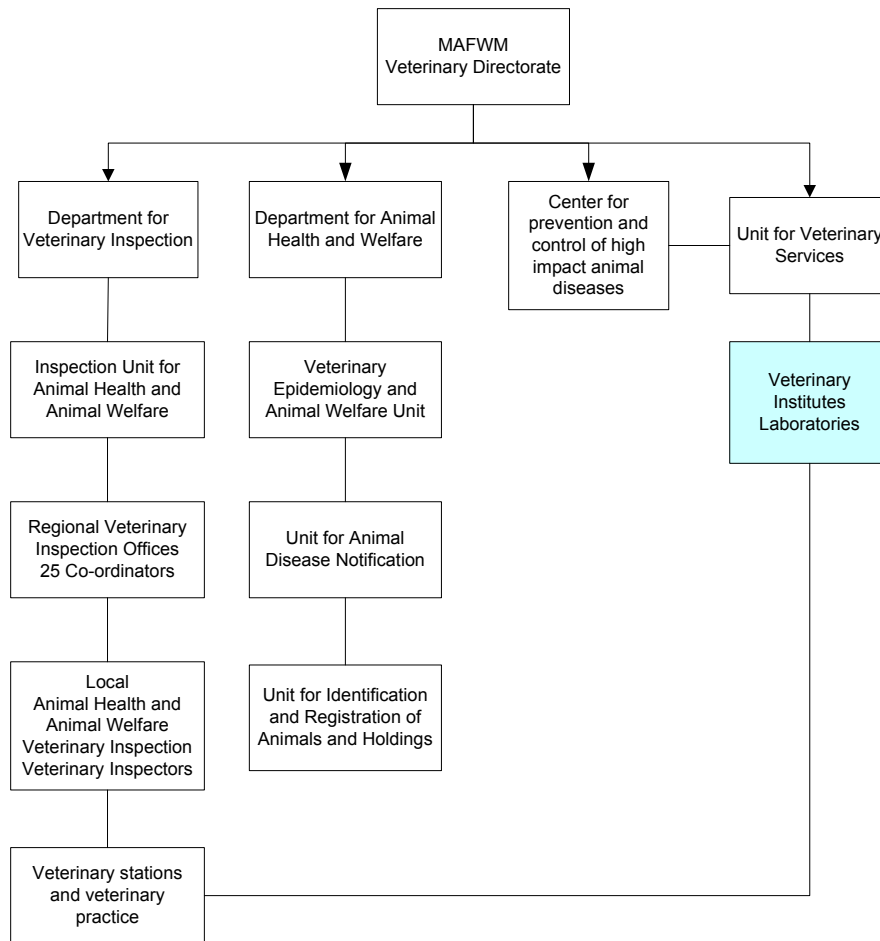 MAFWM
Veterinary Directorate
Department for
Veterinary Inspection
Department for Animal
Health and Welfare
Center for
prevention and
control of high
impact animal
diseases
Unit for Veterinary
Services
Inspection Unit for
Animal Health and
Animal Welfare
Veterinary
Epidemiology and
Animal Welfare Unit
Veterinary
Institutes
Laboratories
Regional Veterinary
Inspection Offices
25 Co-ordinators
Unit for Animal
Disease Notification
Local
Animal Health and
Animal Welfare
Veterinary Inspection
Veterinary Inspectors
Unit for Identification
and Registration of
Animals and Holdings
Veterinary stations
and veterinary
practice